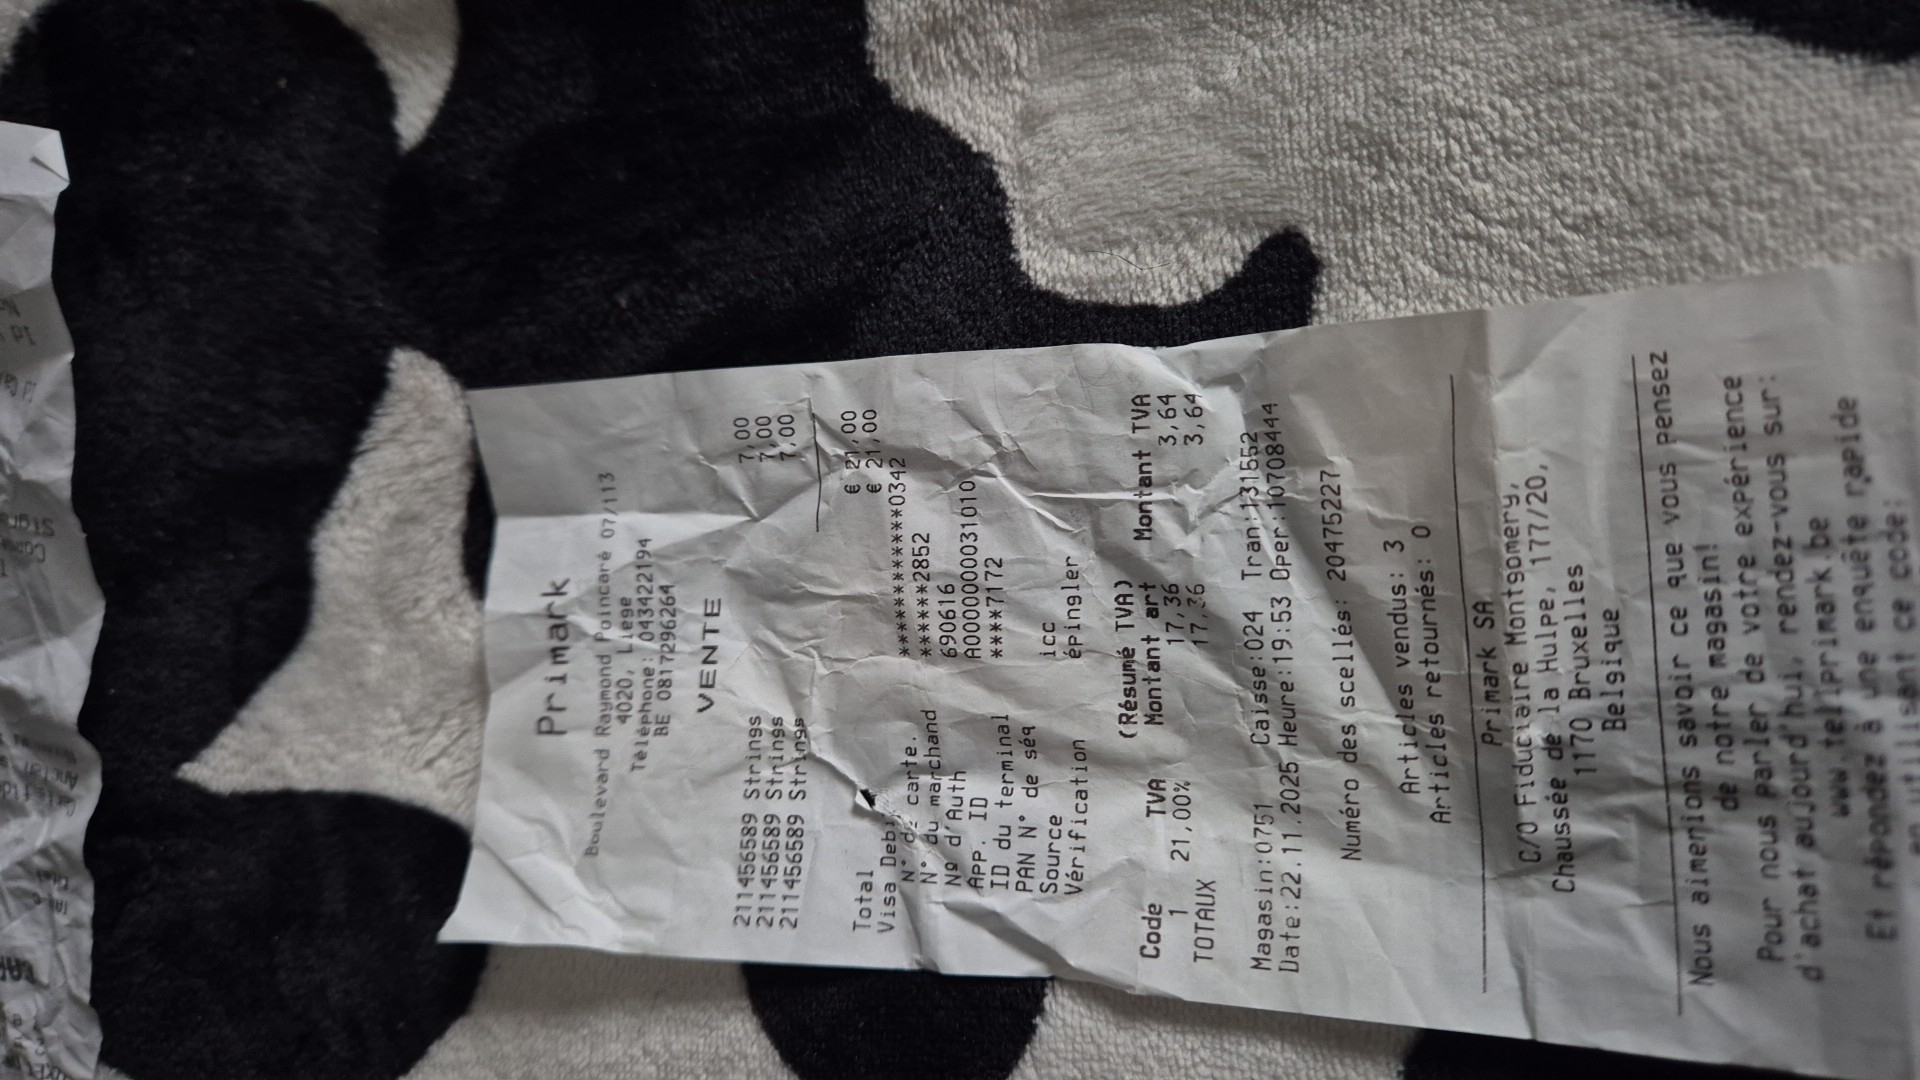 Primark
Boulevard Raymond Poincaré 07/113
4020, Liege
Téléphone: 043422194
BE 0817296264
VENTE
211456589 Strings 7,00
211456589 Strings 7,00
211456589 Strings 7,00
Total € 21,00
Visa Debi € 21,00
N° de carte. ************0342
N° du marchand ******2852
Nº d'Auth 690616
APP. ID A0000000031010
ID du terminal ****7172
PAN N° de séq
Source icc
Vérification épingler
(Résumé TVA)
Code TVA Montant art Montant TVA
1 21,00% 17,36 3,64
TOTAUX 17,36 3,64
Magasin:0751 Caisse:024 Tran:131552
Date:22.11.2025 Heure:19:53 Oper:10708444
Numéro des scellés: 20475227
Articles vendus: 3
Articles retournés: 0
Primark SA
C/O Fiduciaire Montgomery,
Chaussée de la Hulpe, 177/20,
1170 Bruxelles
Belgique
Nous aimerions savoir ce que vous pensez
de notre magasin!
Pour nous parler de votre expérience
d'achat aujourd'hui, rendez-vous sur:
www.tellprimark.be
Et répondez à une enquête rapide
en utilisant ce code: